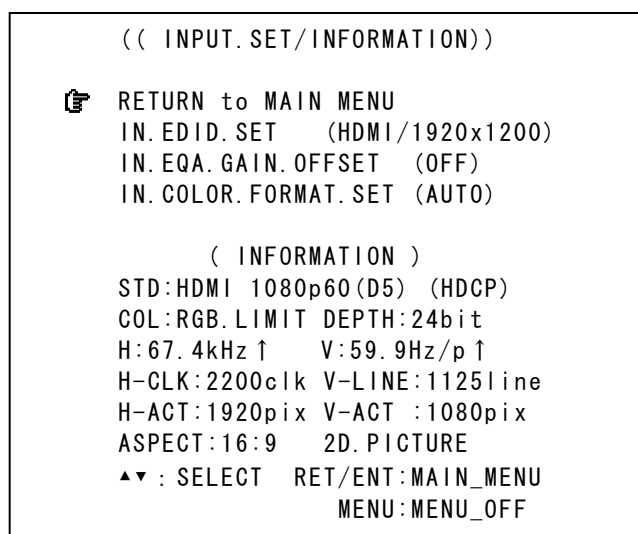 (( INPUT.SET/INFORMATION))
☞ RETURN to MAIN MENU
IN.EDID.SET (HDMI/1920x1200)
IN.EQA.GAIN.OFFSET (OFF)
IN.COLOR.FORMAT.SET (AUTO)
( INFORMATION )
STD:HDMI 1080p60(D5) (HDCP)
COL:RGB.LIMIT DEPTH:24bit
H:67.4kHz↑ V:59.9Hz/p↑
H-CLK:2200clk V-LINE:1125line
H-ACT:1920pix V-ACT :1080pix
ASPECT:16:9 2D.PICTURE
▲▼:SELECT RET/ENT:MAIN_MENU
MENU:MENU_OFF